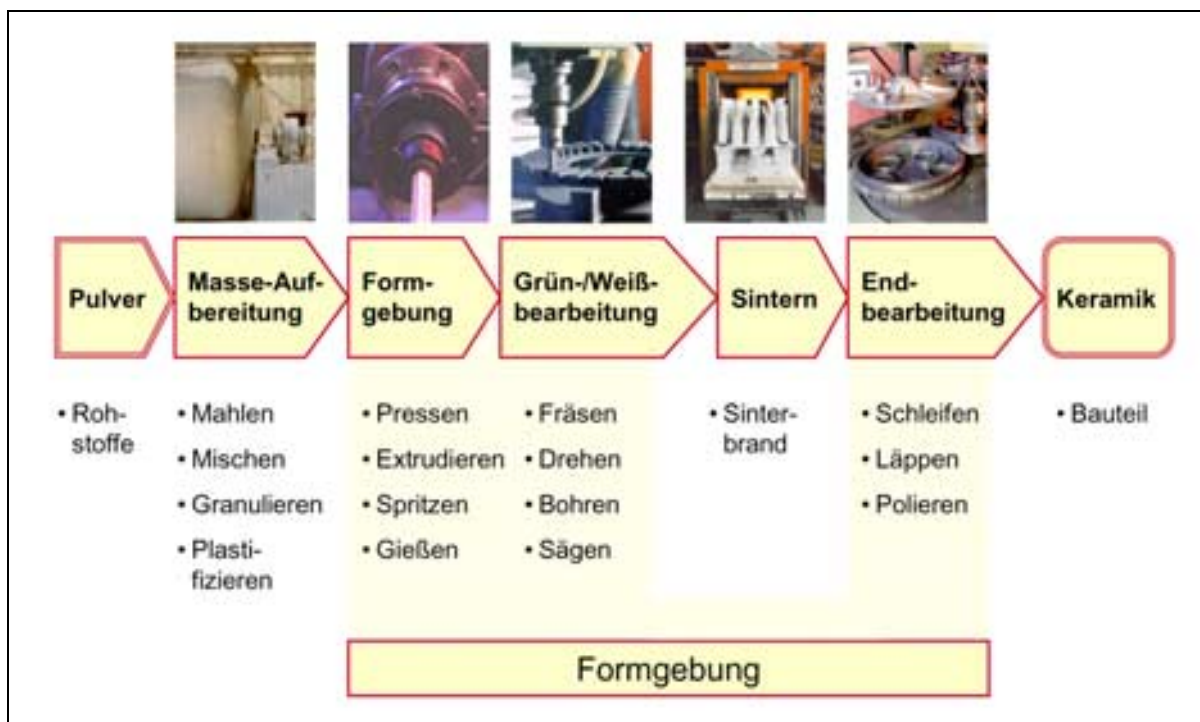 Pulver
Masse-Auf-
bereitung
Form-
gebung
Grün-/Weiß-
bearbeitung
Sintern
End-
bearbeitung
Keramik
• Roh-
stoffe
• Mahlen
• Mischen
• Granulieren
• Plasti-
fizieren
• Pressen
• Extrudieren
• Spritzen
• Gießen
• Fräsen
• Drehen
• Bohren
• Sägen
• Sinter-
brand
• Schleifen
• Läppen
• Polieren
• Bauteil
Formgebung